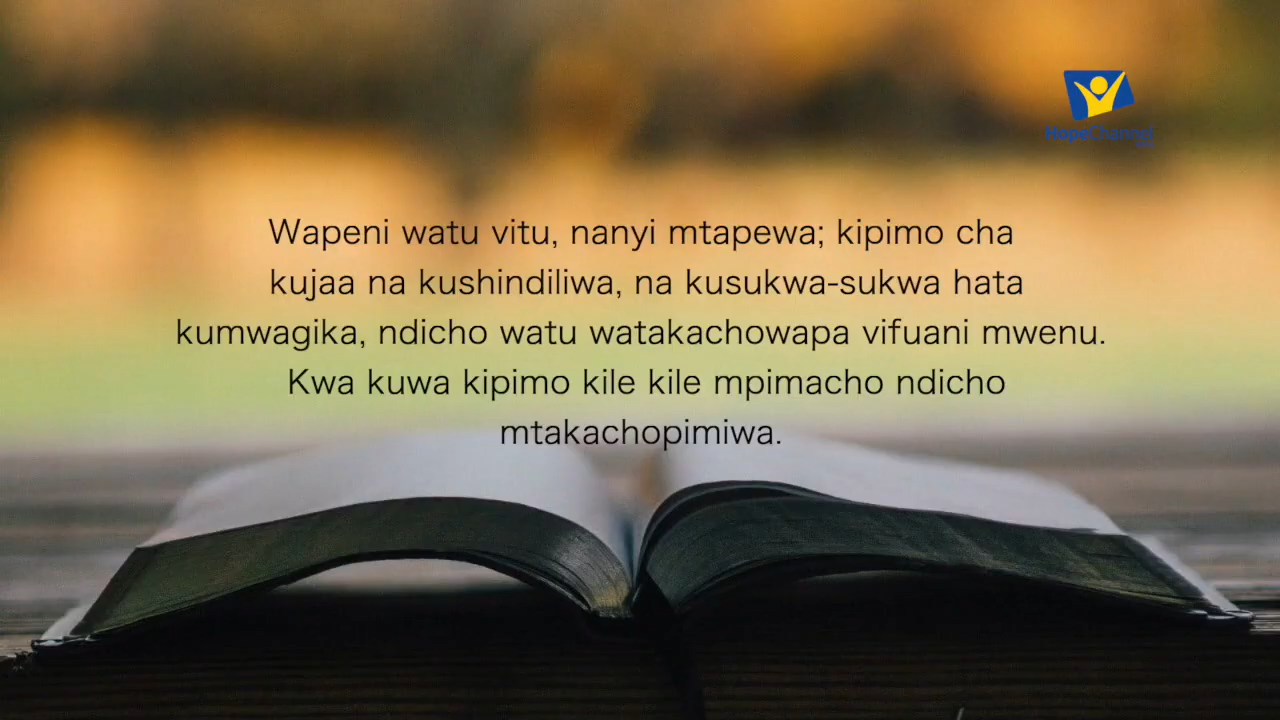 HopeChannel
Wapeni watu vitu, nanyi mtapewa; kipimo cha
kujaa na kushindiliwa, na kusukwa-sukwa hata
kumwagika, ndicho watu watakachowapa vifuani mwenu.
Kwa kuwa kipimo kile kile mpimacho ndicho
mtakachopimiwa.